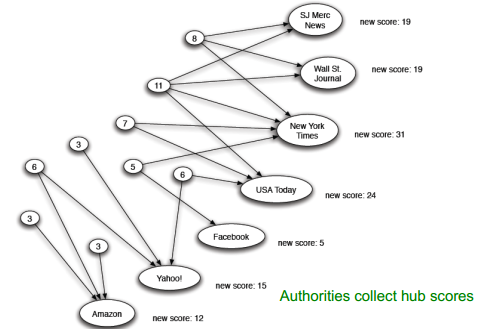 SJ Merc
News
new score: 19
8
Wall St.
Journal
new score: 19
11
New York
Times
new score: 31
7
3
5
6
6
USA Today
new score: 24
3
Facebook
new score: 5
3
Yahoo!
new score: 15
Authorities collect hub scores
Amazon
new score: 12